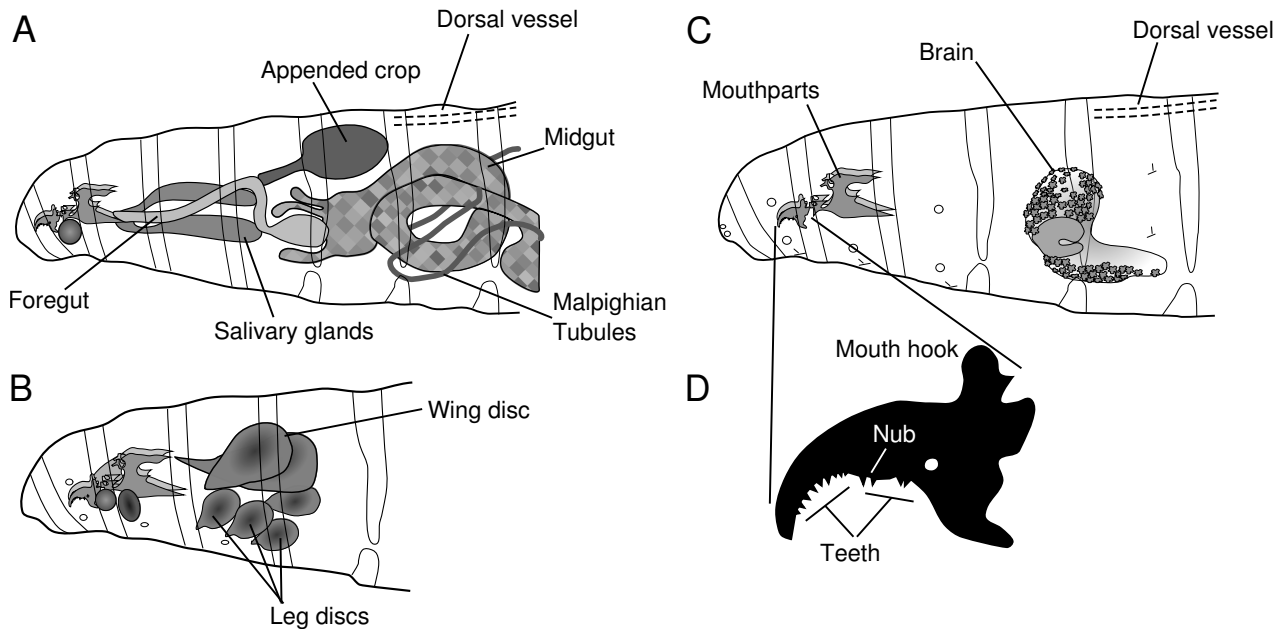 A
Dorsal vessel
Appended crop
Midgut
Foregut
Salivary glands
Malpighian
Tubules
B
Wing disc
Leg discs
C
Dorsal vessel
Brain
Mouthparts
D
Mouth hook
Nub
Teeth